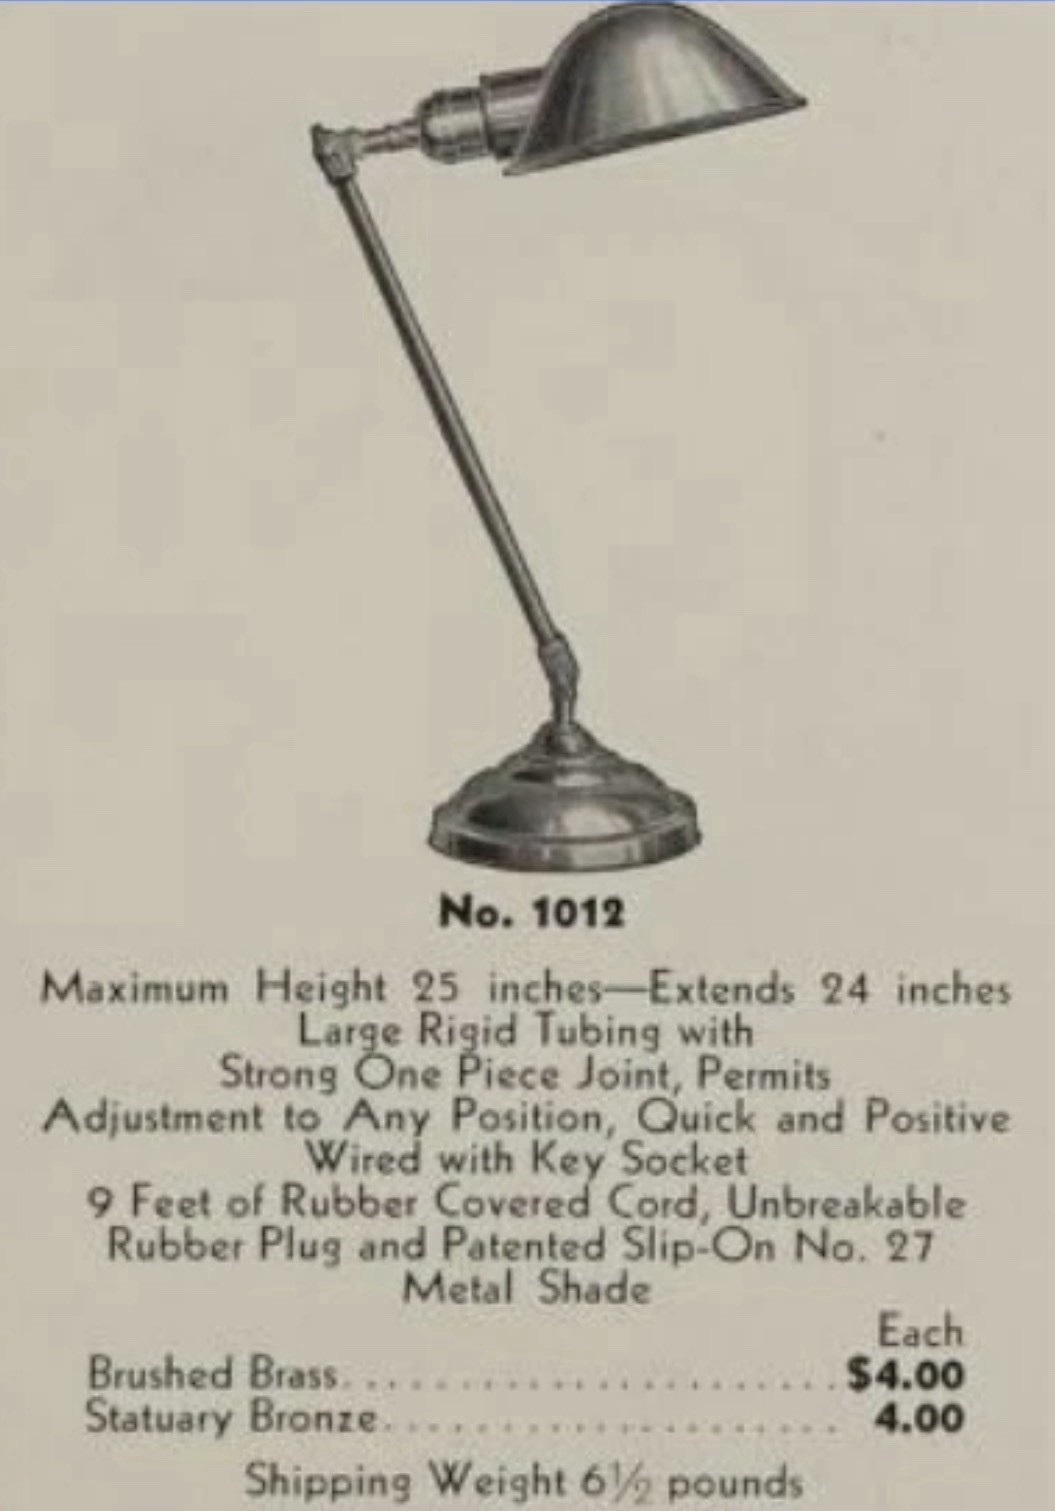 No. 1012
Maximum Height 25 inches—Extends 24 inches
Large Rigid Tubing with
Strong One Piece Joint, Permits
Adjustment to Any Position, Quick and Positive
Wired with Key Socket
9 Feet of Rubber Covered Cord, Unbreakable
Rubber Plug and Patented Slip-On No. 27
Metal Shade
Each
Brushed Brass........................$4.00
Statuary Bronze...................... 4.00
Shipping Weight 6½ pounds